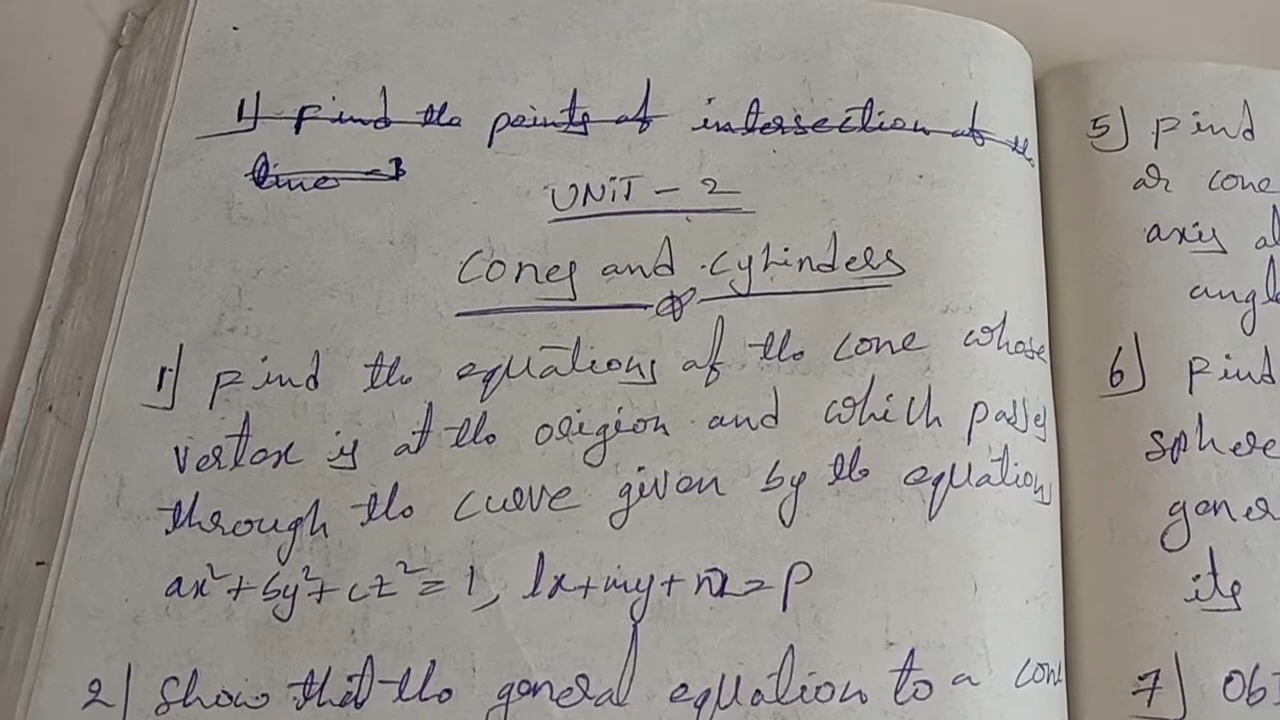 1) Find the points of intersection of the
line
UNIT - 2
Cones and cylinders
1) Find the equations of the cone whose
vertex is at the origion and which passes
through the curve given by the equations
ax²+by²+cz²=1, lx+my+nz=p
2) Show that the general equation to a cone
5) Find
ar cone
axis
angl
6) Find
sphere
gener
its
7) Ob